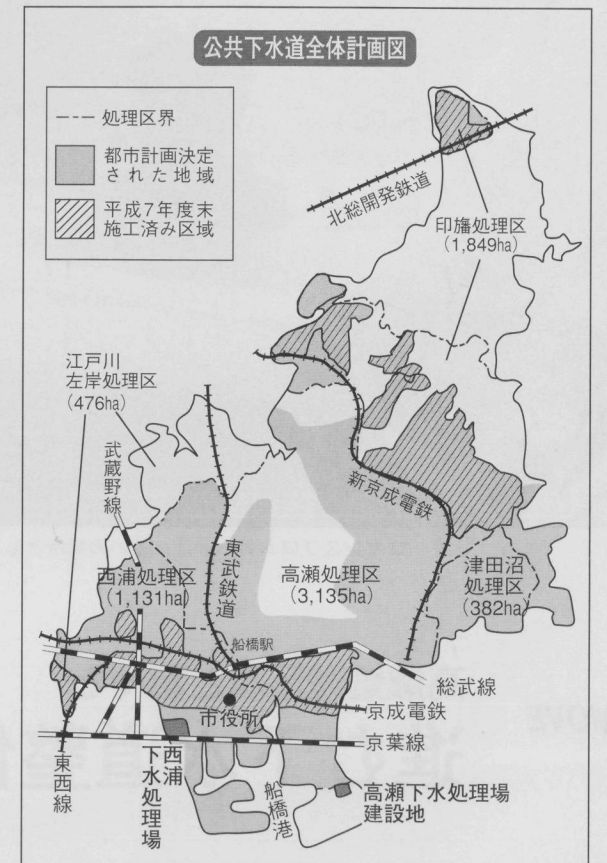 公共下水道全体計画図
処理区界
都市計画決定
された地域
平成7年度末
施工済み区域
北総開発鉄道
印旛処理区
(1,849ha)
江戸川
左岸処理区
(476ha)
武蔵野線
新京成電鉄
東武鉄道
西浦処理区
(1,131ha)
高瀬処理区
(3,135ha)
津田沼
処理区
(382ha)
船橋駅
総武線
市役所
京成電鉄
京葉線
東西線
西浦
下水処理場
船橋港
高瀬下水処理場
建設地